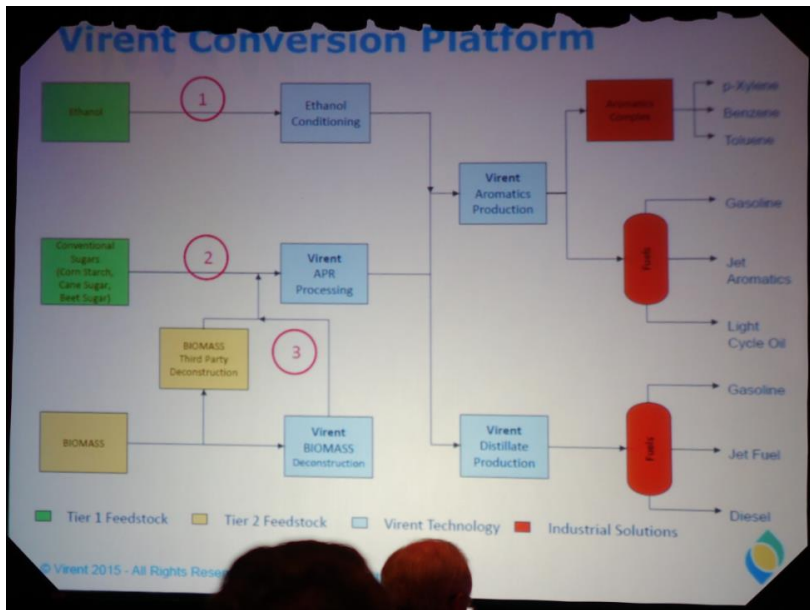 Virent Conversion Platform
Ethanol
1
Ethanol
Conditioning
Aromatics
Complex
p-Xylene
Benzene
Toluene
Virent
Aromatics
Production
Conventional
Sugars
(Corn Starch,
Cane Sugar,
Beet Sugar)
2
Virent
APR
Processing
Fuels
Gasoline
Jet
Aromatics
Light
Cycle Oil
BIOMASS
Third Party
Deconstruction
3
BIOMASS
Virent
BIOMASS
Deconstruction
Virent
Distillate
Production
Fuels
Gasoline
Jet Fuel
Diesel
Tier 1 Feedstock
Tier 2 Feedstock
Virent Technology
Industrial Solutions
© Virent 2015 - All Rights